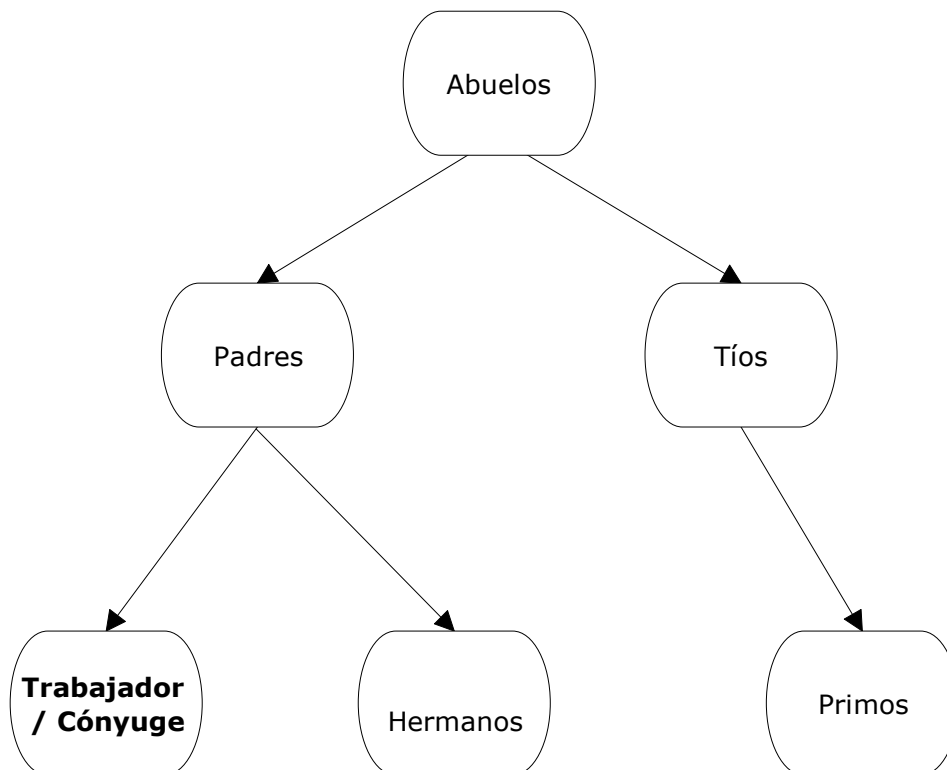 Abuelos
Padres
Tíos
Trabajador
/ Cónyuge
Hermanos
Primos